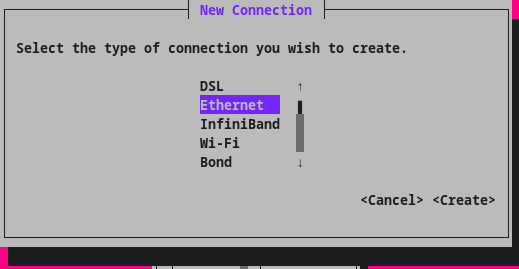 New Connection
Select the type of connection you wish to create.
DSL ↑
Ethernet
InfiniBand
Wi-Fi
Bond ↓
<Cancel> <Create>